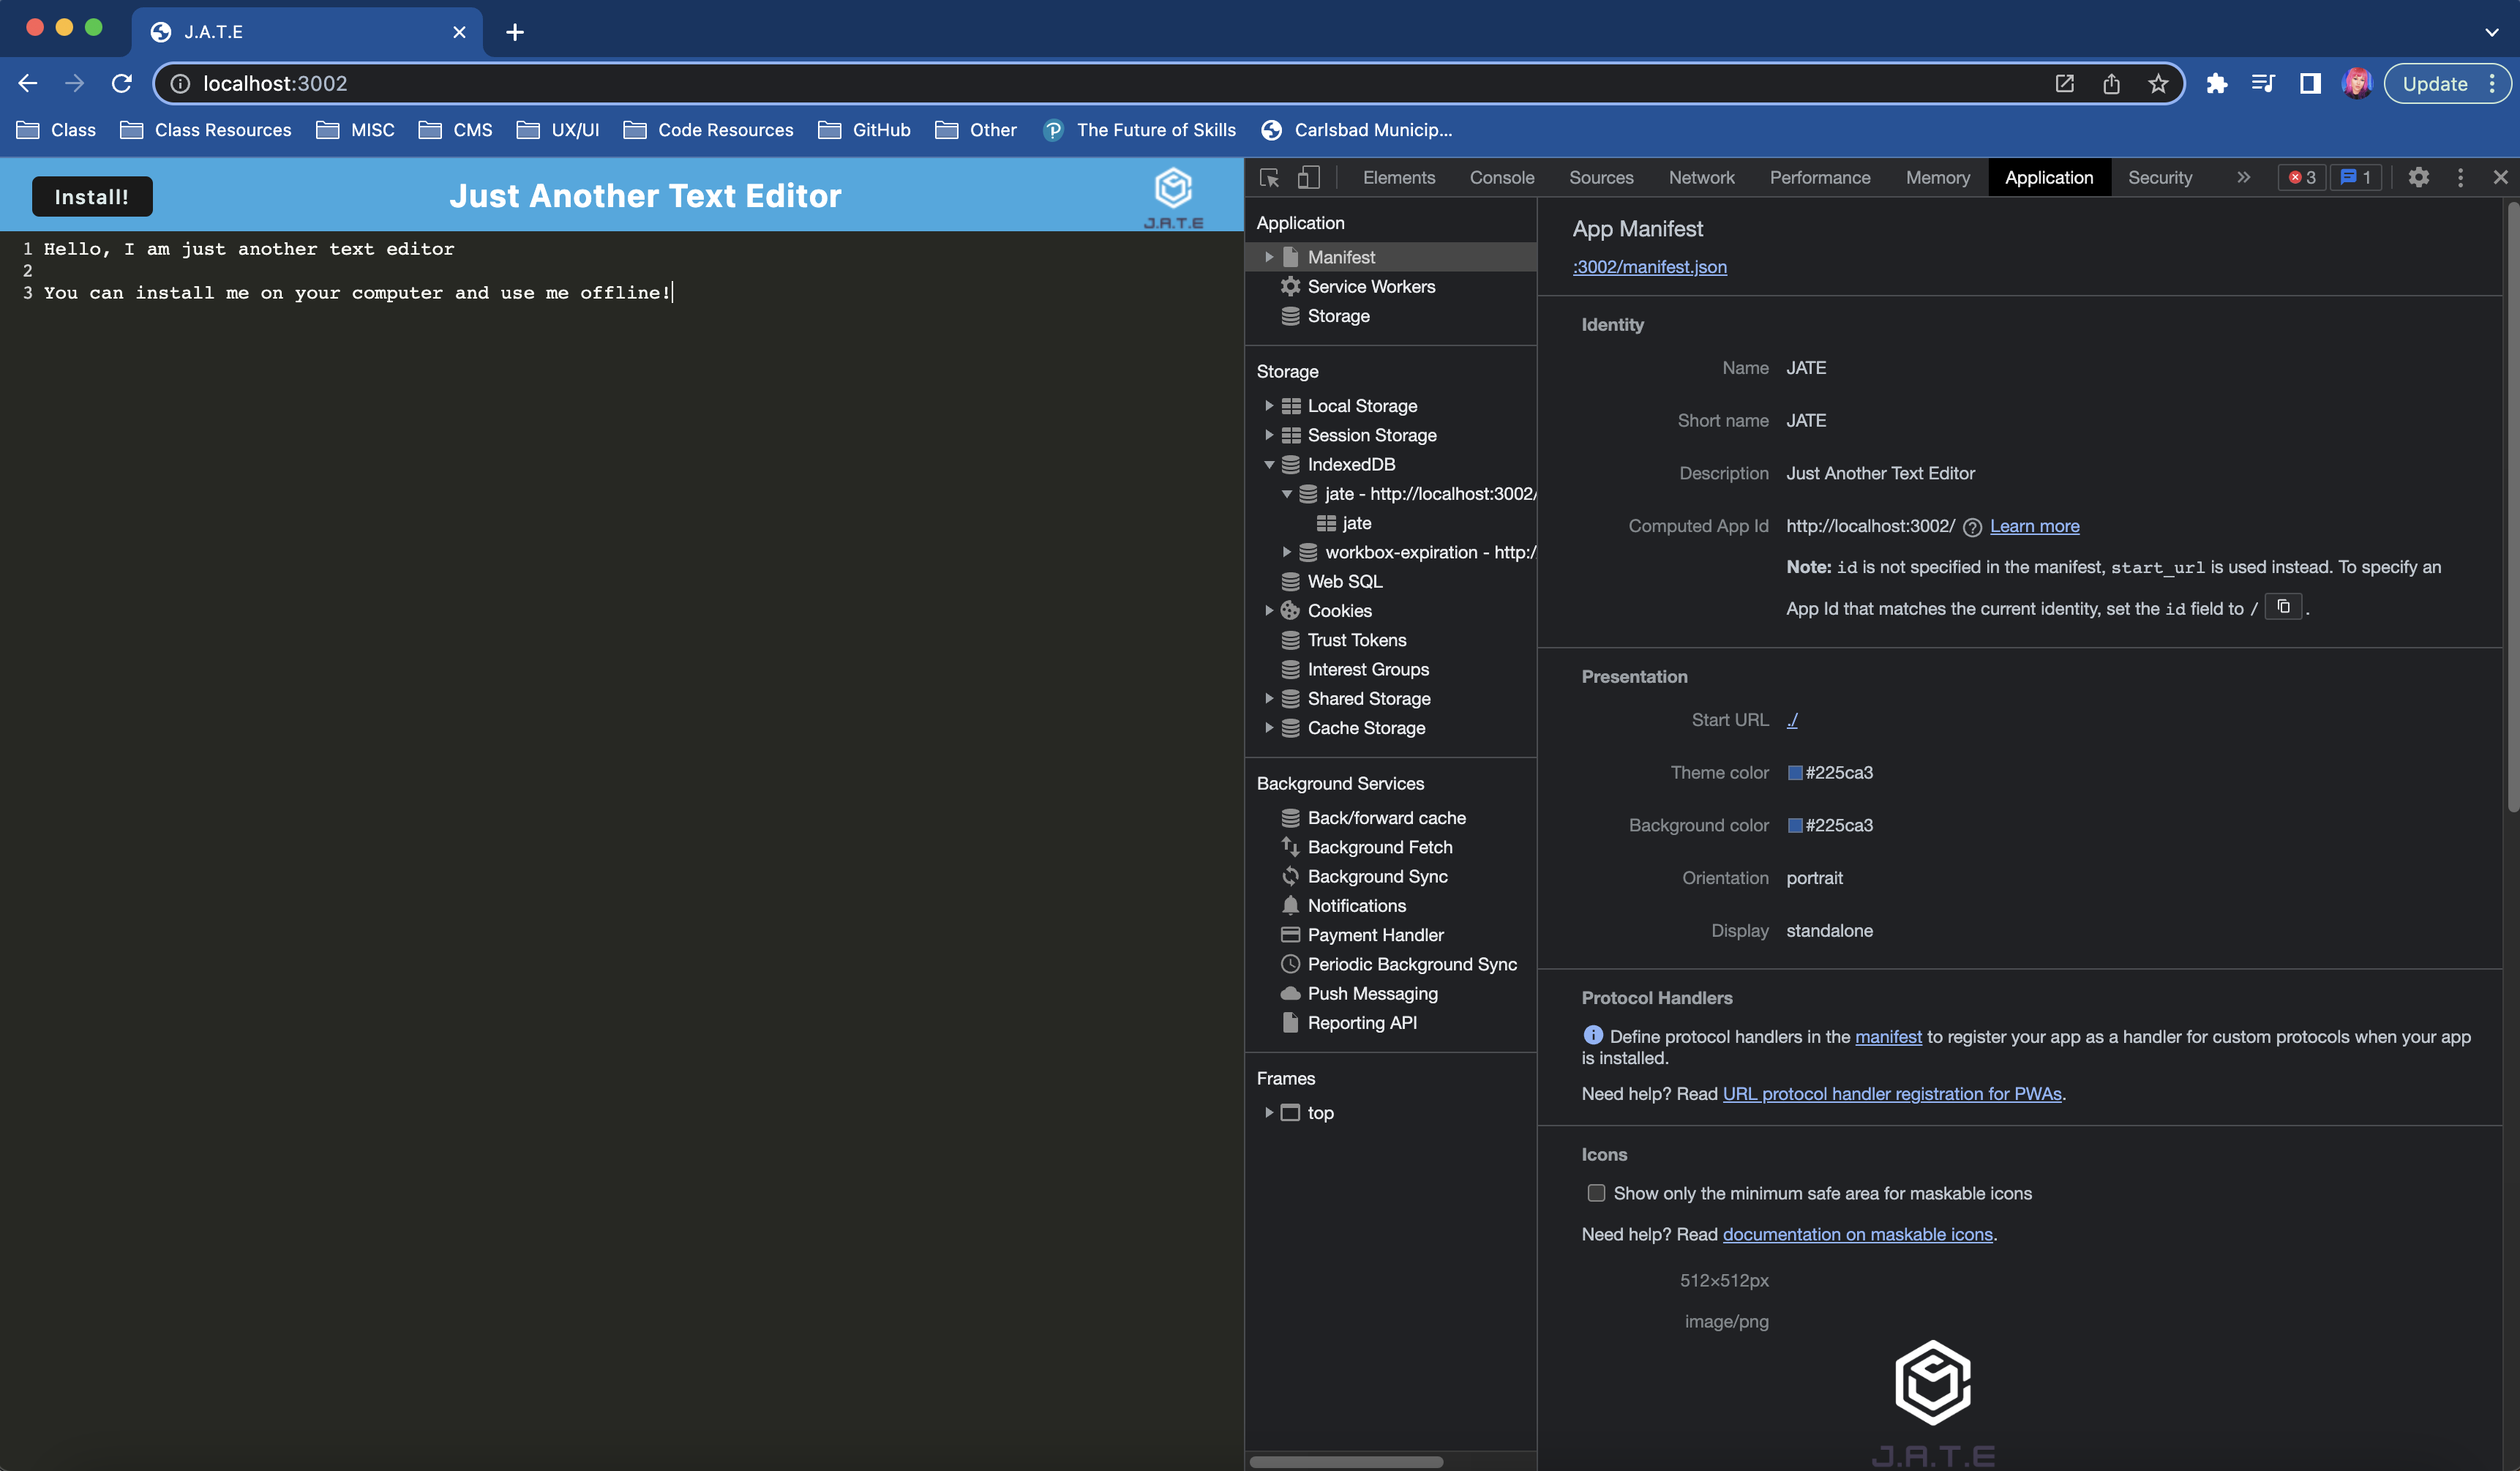 J.A.T.E
localhost:3002
Update
Class
Class Resources
MISC
CMS
UX/UI
Code Resources
GitHub
Other
The Future of Skills
Carlsbad Municip...
Install!
Just Another Text Editor
J.A.T.E
1 Hello, I am just another text editor
2
3 You can install me on your computer and use me offline!
Elements
Console
Sources
Network
Performance
Memory
Application
Security
3
1
Application
Manifest
Service Workers
Storage
Storage
Local Storage
Session Storage
IndexedDB
jate - http://localhost:3002/
jate
workbox-expiration - http:/
Web SQL
Cookies
Trust Tokens
Interest Groups
Shared Storage
Cache Storage
Background Services
Back/forward cache
Background Fetch
Background Sync
Notifications
Payment Handler
Periodic Background Sync
Push Messaging
Reporting API
Frames
top
App Manifest
:3002/manifest.json
Identity
Name JATE
Short name JATE
Description Just Another Text Editor
Computed App Id http://localhost:3002/ Learn more
Note: id is not specified in the manifest, start_url is used instead. To specify an
App Id that matches the current identity, set the id field to / .
Presentation
Start URL ./
Theme color #225ca3
Background color #225ca3
Orientation portrait
Display standalone
Protocol Handlers
Define protocol handlers in the manifest to register your app as a handler for custom protocols when your app
is installed.
Need help? Read URL protocol handler registration for PWAs.
Icons
Show only the minimum safe area for maskable icons
Need help? Read documentation on maskable icons.
512×512px
image/png
J.A.T.E